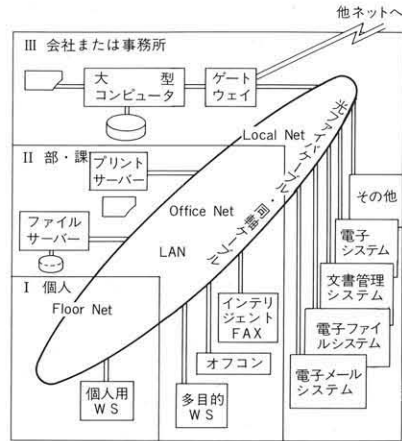 他ネットへ
III 会社または事務所
大型
コンピュータ
ゲート
ウェイ
Local Net
光ファイバケーブル・同軸ケーブル
II 部・課
プリント
サーバー
Office Net
ファイル
サーバー
LAN
その他
電子
システム
文書管理
システム
電子ファイ
ルシステム
電子メール
システム
I 個人
Floor Net
インテリ
ジェント
FAX
オフコン
個人用
WS
多目的
WS